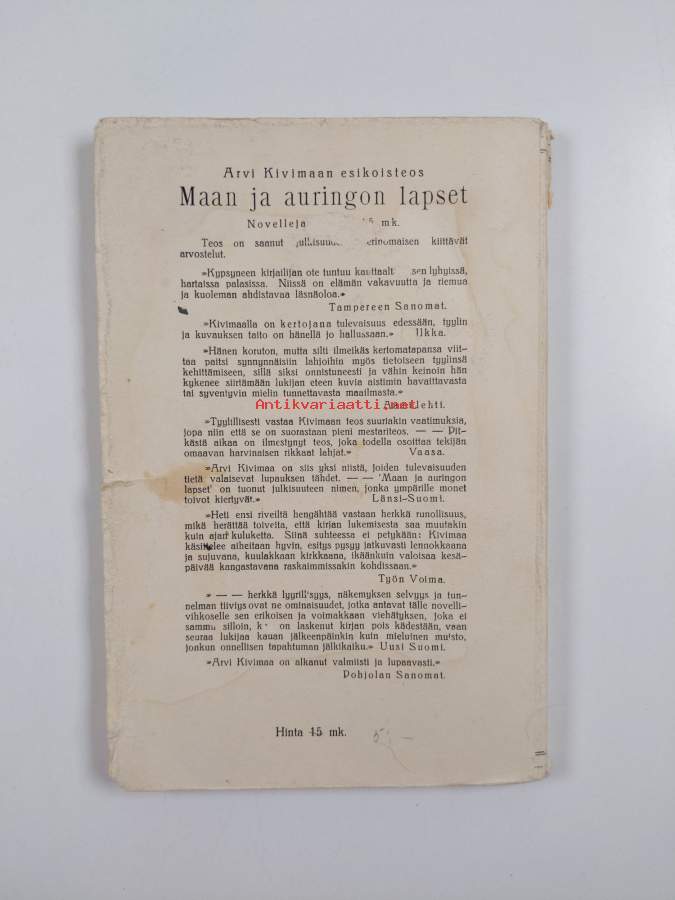 Arvi Kivimaan esikoisteos
Maan ja auringon lapset
Novelleja 5 mk.
Teos on saanut kiittävät
arvostelut.
»Kypsyneen kirjailijan ote tuntuu kauttaalt sen lyhyissä,
hartaissa palasissa. Niissä on elämän vakavuutta ja riemua
ja kuoleman ahdistavaa läsnäoloa.»
Tampereen Sanomat.
»Kivimaalla on kertojana tulevaisuus edessään, tyylin
ja kuvauksen taito on hänellä jo hallussaan.» Ilkka.
»Hänen koruton, mutta silti ilmeikäs kertomatapansa viit-
taa paitsi synnynnäisiin lahjoihin myös tietoiseen tyylinsä
kehittämiseen, sillä siksi onnistuneesti ja vähin keinoin hän
kykenee siirtämään lukijan eteen kuvia aistimin havaittavasta
tai syventyvin mielin tunnettavasta maailmasta.»
Antikvariaatti.net
»Tyylillisesti vastaa Kivimaan teos suuriakin vaatimuksia,
jopa niin että se on suorastaan pieni mestariteos. — — Pit-
kästä aikaa on ilmestynyt teos, joka todella osoittaa tekijän
omaavan harvinaisen rikkaat lahjat.» Vaasa.
»Arvi Kivimaa on siis yksi niistä, joiden tulevaisuuden
tietä valaisevat lupauksen tähdet. — — 'Maan ja auringon
lapset' on tuonut julkisuuteen nimen, jonka ympärille monet
toivot kiertyvät.» Länsi-Suomi.
»Heti ensi riveiltä hengähtää vastaan herkkä runollisuus,
mikä herättää toiveita, että kirjan lukemisesta saa muutakin
kuin ajan kuluketta. Siinä suhteessa ei petykään: Kivimaa
käsittelee aiheitaan hyvin, esitys pysyy jatkuvasti lennokkaana
ja sujuvana, kuulakkaan kirkkaana, ikäänkuin valoisaa kesä-
päivää kangastavana raskaimmissakin kohdissaan.»
Työn Voima.
» — — herkkä lyyrillisyys, näkemyksen selvyys ja tun-
nelman tiiviys ovat ne ominaisuudet, jotka antavat tälle novelli-
vihkoselle sen erikoisen ja voimakkaan viehätyksen, joka ei
sammu silloin, on laskenut kirjan pois kädestään, vaan
seuraa lukijaa kauan jälkeenpäinkin kuin mieluinen muisto,
jonkun onnellisen tapahtuman jälkikaiku.» Uusi Suomi.
»Arvi Kivimaa on alkanut valmiisti ja lupaavasti.»
Pohjolan Sanomat.
Hinta 15 mk. 5:-